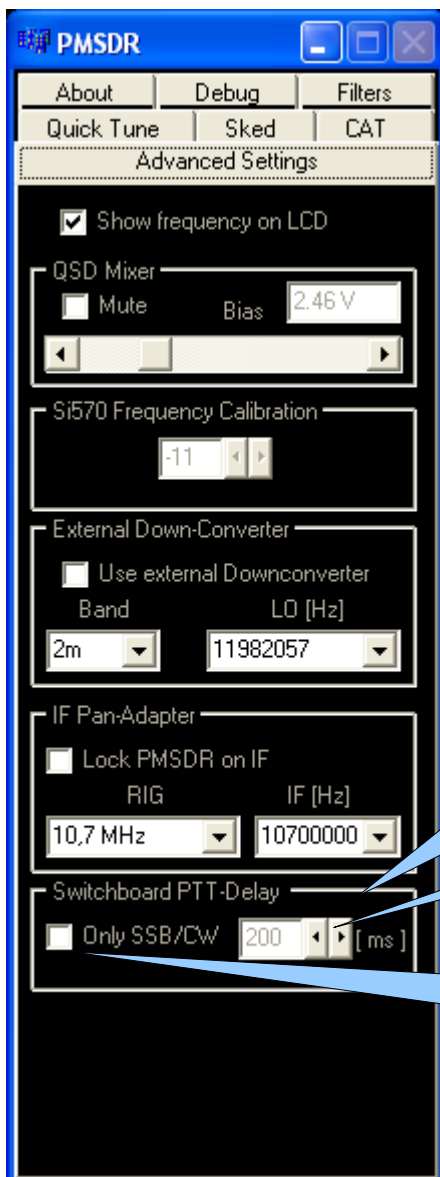 PMSDR
About Debug Filters
Quick Tune Sked CAT
Advanced Settings
Show frequency on LCD
QSD Mixer
Mute Bias 2.46 V
Si570 Frequency Calibration
-11
External Down-Converter
Use external Downconverter
Band LO [Hz]
2m 11982057
IF Pan-Adapter
Lock PMSDR on IF
RIG IF [Hz]
10,7 MHz 10700000
Switchboard PTT-Delay
Only SSB/CW 200 [ ms ]